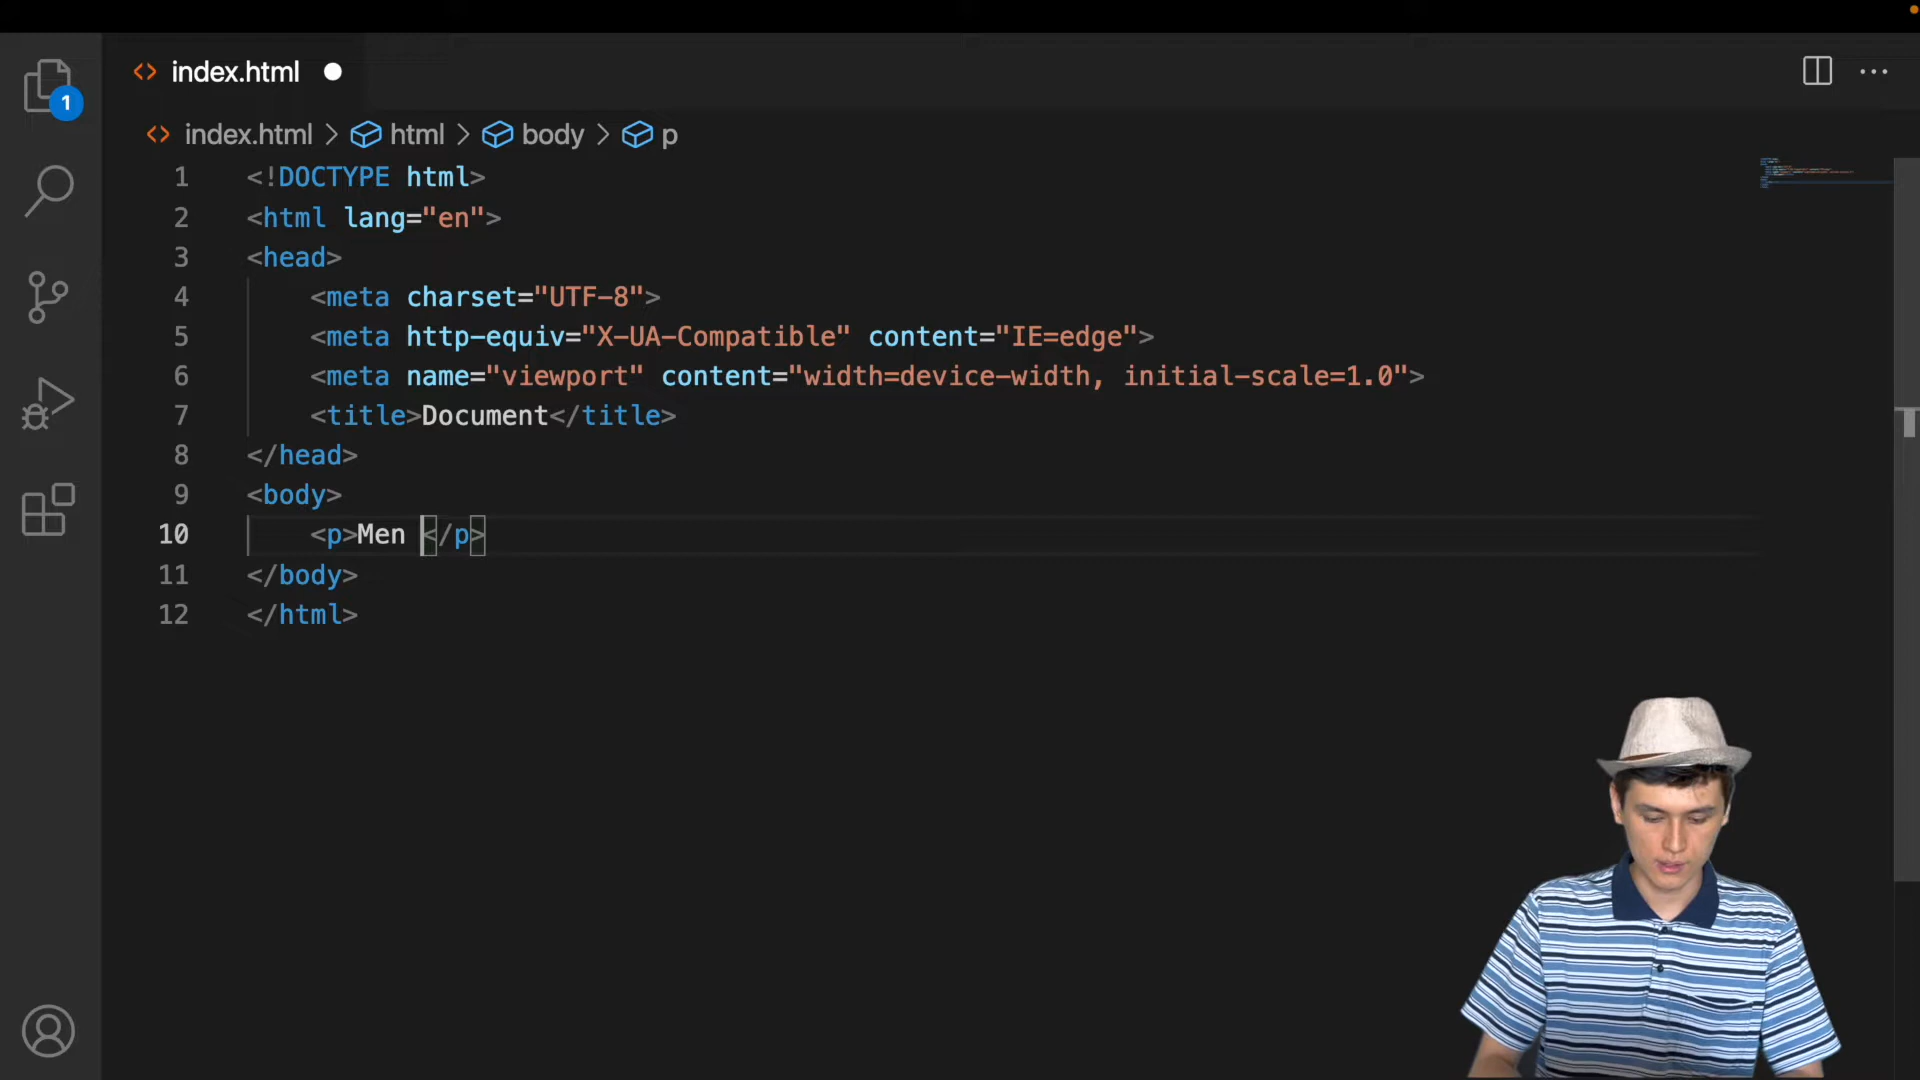 index.html
1
index.html > html > body > p
1 <!DOCTYPE html>
2 <html lang="en">
3 <head>
4     <meta charset="UTF-8">
5     <meta http-equiv="X-UA-Compatible" content="IE=edge">
6     <meta name="viewport" content="width=device-width, initial-scale=1.0">
7     <title>Document</title>
8 </head>
9 <body>
10     <p>Men </p>
11 </body>
12 </html>